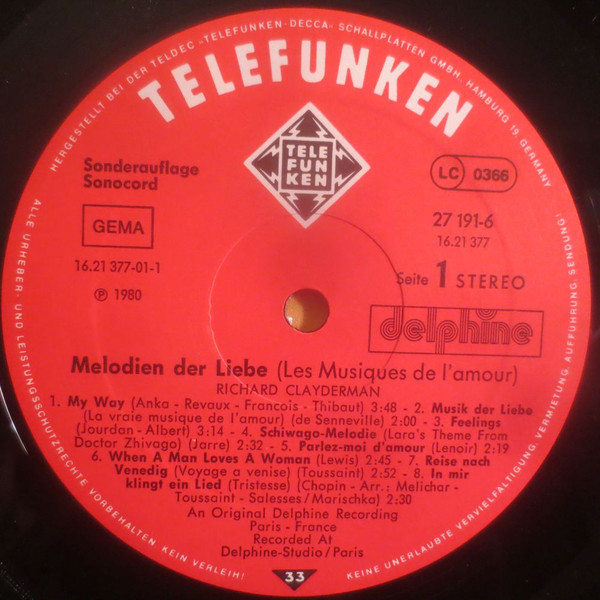 HERGESTELLT BEI DER TELDEC »TELEFUNKEN-DECCA« SCHALLPLATTEN GMBH, HAMBURG 19 GERMANY
TELEFUNKEN
TELE
FUN
KEN
Sonderauflage
Sonocord
LC 0366
GEMA
27 191-6
16.21 377
16.21 377-01-1
Seite 1 STEREO
℗ 1980
delphine
Melodien der Liebe (Les Musiques de l'amour)
RICHARD CLAYDERMAN
1. My Way (Anka - Revaux - Francois - Thibaut) 3:48 - 2. Musik der Liebe
(La vraie musique de l'amour) (de Senneville) 2:00 - 3. Feelings
(Jourdan - Albert) 3:14 - 4. Schiwago-Melodie (Lara's Theme From
Doctor Zhivago) (Jarre) 2:32 - 5. Parlez-moi d'amour (Lenoir) 2:19
6. When A Man Loves A Woman (Lewis) 2:45 - 7. Reise nach
Venedig (Voyage a venise) (Toussaint) 2:52 - 8. In mir
klingt ein Lied (Tristesse) (Chopin - Arr.: Melichar -
Toussaint - Salesses / Marischka) 2:30
An Original Delphine Recording
Paris - France
Recorded At
Delphine-Studio / Paris
33
ALLE URHEBER- UND LEISTUNGSSCHUTZRECHTE VORBEHALTEN. KEIN VERLEIH!
KEINE UNERLAUBTE VERVIELFÄLTIGUNG, VERMIETUNG, AUFFÜHRUNG, SENDUNG!